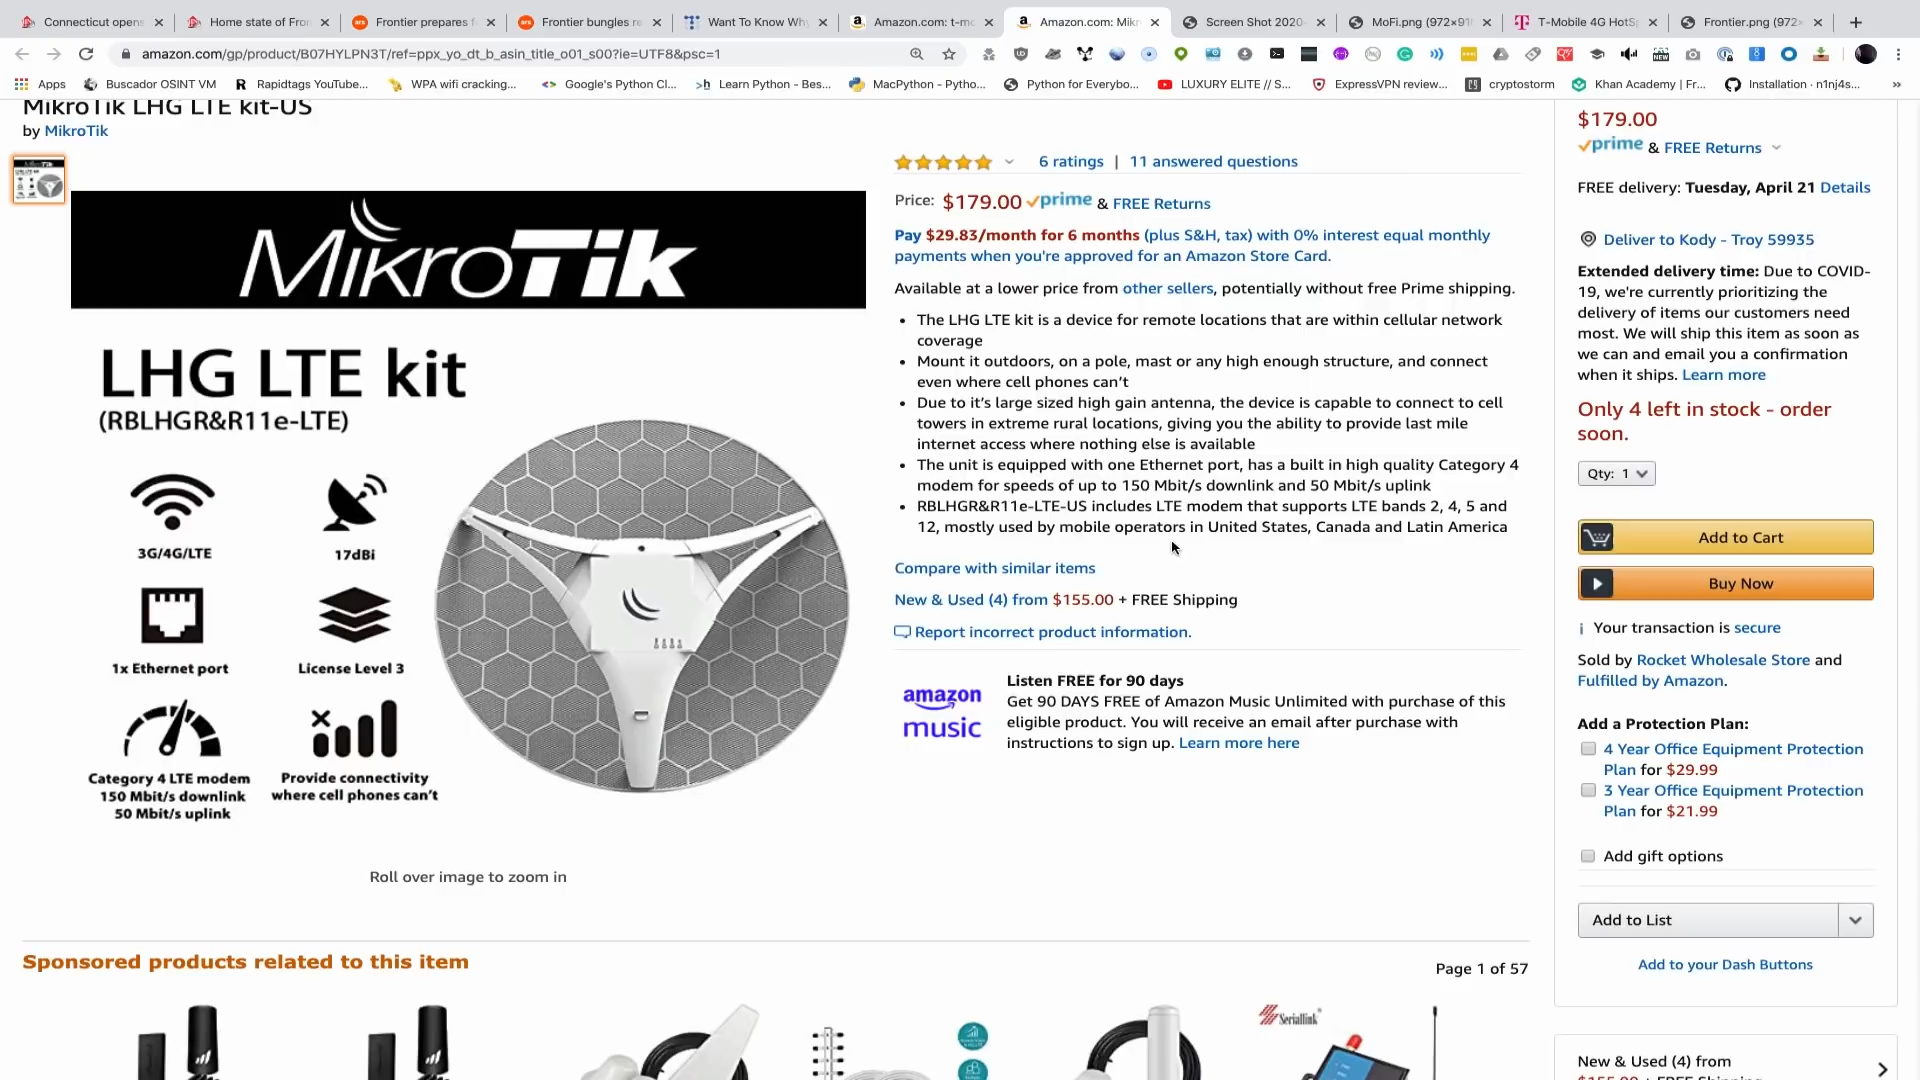 Connecticut opens
Home state of Fron
Frontier prepares f
Frontier bungles re
Want To Know Wh
Amazon.com: t-mo
Amazon.com: Mikr
Screen Shot 2020-
MoFi.png (972×91
T-Mobile 4G HotS
Frontier.png (972×
amazon.com/gp/product/B07HYLPN3T/ref=ppx_yo_dt_b_asin_title_o01_s00?ie=UTF8&psc=1
Apps
Buscador OSINT VM
Rapidtags YouTube...
WPA wifi cracking...
Google's Python Cl...
Learn Python - Bes...
MacPython - Pytho...
Python for Everybo...
LUXURY ELITE // S...
ExpressVPN review...
cryptostorm
Khan Academy | Fr...
Installation · n1nj4s...
MikroTik LHG LTE kit-US
by MikroTik
MikroTik
LHG LTE kit
(RBLHGR&R11e-LTE)
3G/4G/LTE
17dBi
1x Ethernet port
License Level 3
Category 4 LTE modem
150 Mbit/s downlink
50 Mbit/s uplink
Provide connectivity
where cell phones can't
Roll over image to zoom in
6 ratings | 11 answered questions
Price: $179.00 prime & FREE Returns
Pay $29.83/month for 6 months (plus S&H, tax) with 0% interest equal monthly
payments when you're approved for an Amazon Store Card.
Available at a lower price from other sellers, potentially without free Prime shipping.
• The LHG LTE kit is a device for remote locations that are within cellular network
coverage
• Mount it outdoors, on a pole, mast or any high enough structure, and connect
even where cell phones can't
• Due to it's large sized high gain antenna, the device is capable to connect to cell
towers in extreme rural locations, giving you the ability to provide last mile
internet access where nothing else is available
• The unit is equipped with one Ethernet port, has a built in high quality Category 4
modem for speeds of up to 150 Mbit/s downlink and 50 Mbit/s uplink
• RBLHGR&R11e-LTE-US includes LTE modem that supports LTE bands 2, 4, 5 and
12, mostly used by mobile operators in United States, Canada and Latin America
Compare with similar items
New & Used (4) from $155.00 + FREE Shipping
Report incorrect product information.
amazon
music
Listen FREE for 90 days
Get 90 DAYS FREE of Amazon Music Unlimited with purchase of this
eligible product. You will receive an email after purchase with
instructions to sign up. Learn more here
$179.00
prime & FREE Returns
FREE delivery: Tuesday, April 21 Details
Deliver to Kody - Troy 59935
Extended delivery time: Due to COVID-
19, we're currently prioritizing the
delivery of items our customers need
most. We will ship this item as soon as
we can and email you a confirmation
when it ships. Learn more
Only 4 left in stock - order
soon.
Qty: 1
Add to Cart
Buy Now
Your transaction is secure
Sold by Rocket Wholesale Store and
Fulfilled by Amazon.
Add a Protection Plan:
4 Year Office Equipment Protection
Plan for $29.99
3 Year Office Equipment Protection
Plan for $21.99
Add gift options
Add to List
Add to your Dash Buttons
New & Used (4) from
$155.00 + FREE Shipping
Sponsored products related to this item
Page 1 of 57
Seriallink